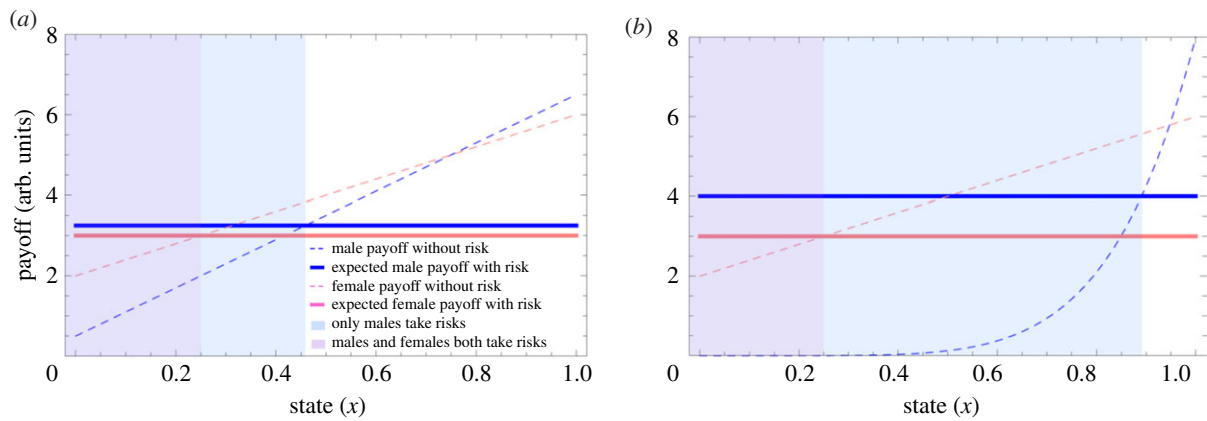 (a)
(b)
8
6
4
2
0
0.2
0.4
0.6
0.8
1.0
payoff (arb. units)
state (x)
male payoff without risk
expected male payoff with risk
female payoff without risk
expected female payoff with risk
only males take risks
males and females both take risks
8
6
4
2
0
0.2
0.4
0.6
0.8
1.0
state (x)